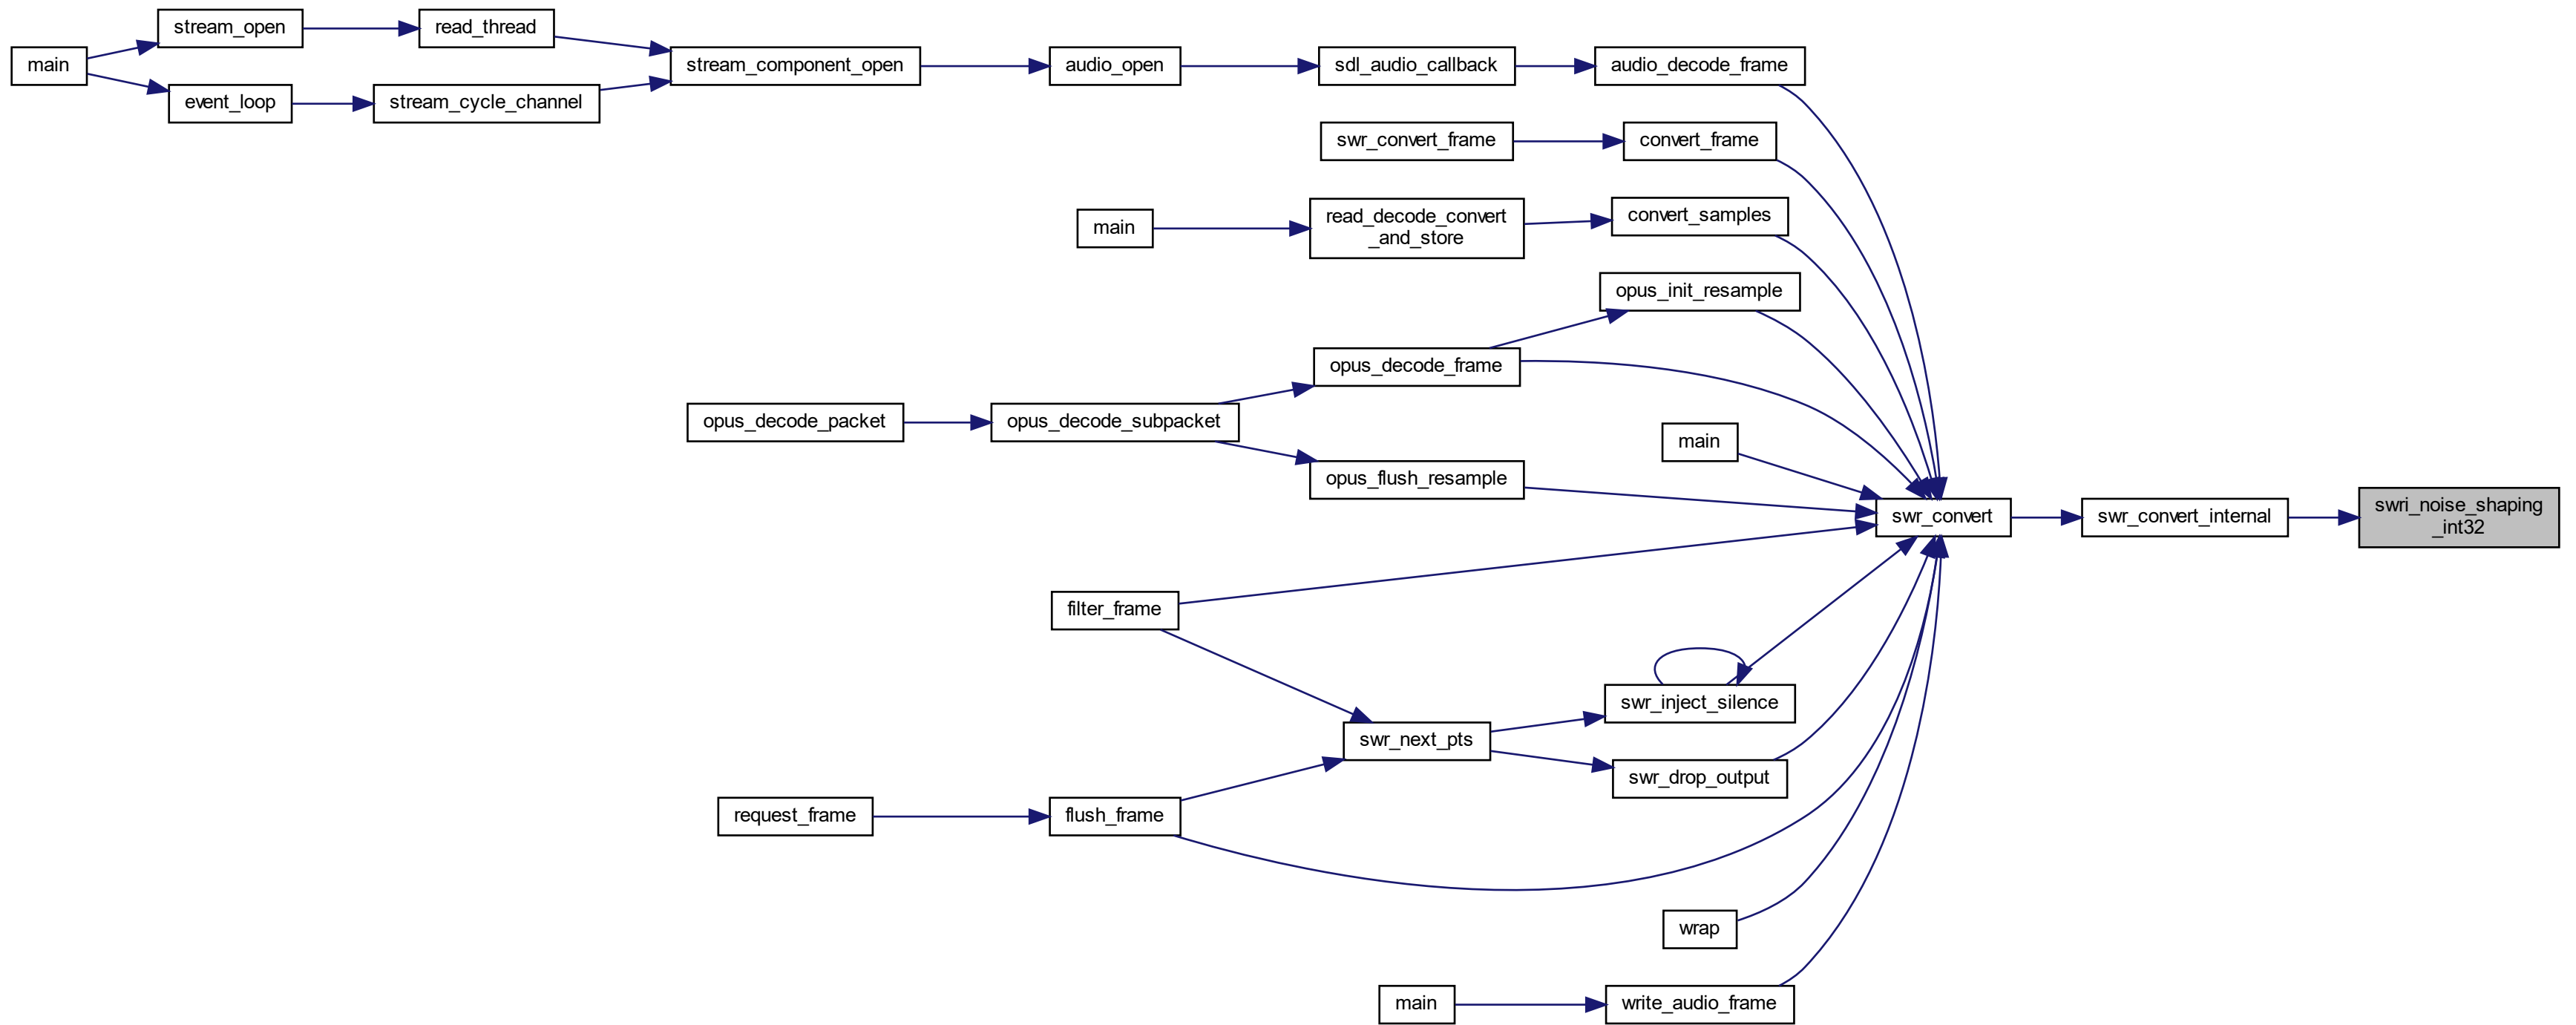 stream_open
read_thread
main
stream_component_open
audio_open
sdl_audio_callback
audio_decode_frame
event_loop
stream_cycle_channel
swr_convert_frame
convert_frame
main
read_decode_convert
_and_store
convert_samples
opus_init_resample
opus_decode_frame
opus_decode_packet
opus_decode_subpacket
main
opus_flush_resample
swr_convert
swr_convert_internal
swri_noise_shaping
_int32
filter_frame
swr_inject_silence
swr_next_pts
swr_drop_output
request_frame
flush_frame
wrap
main
write_audio_frame